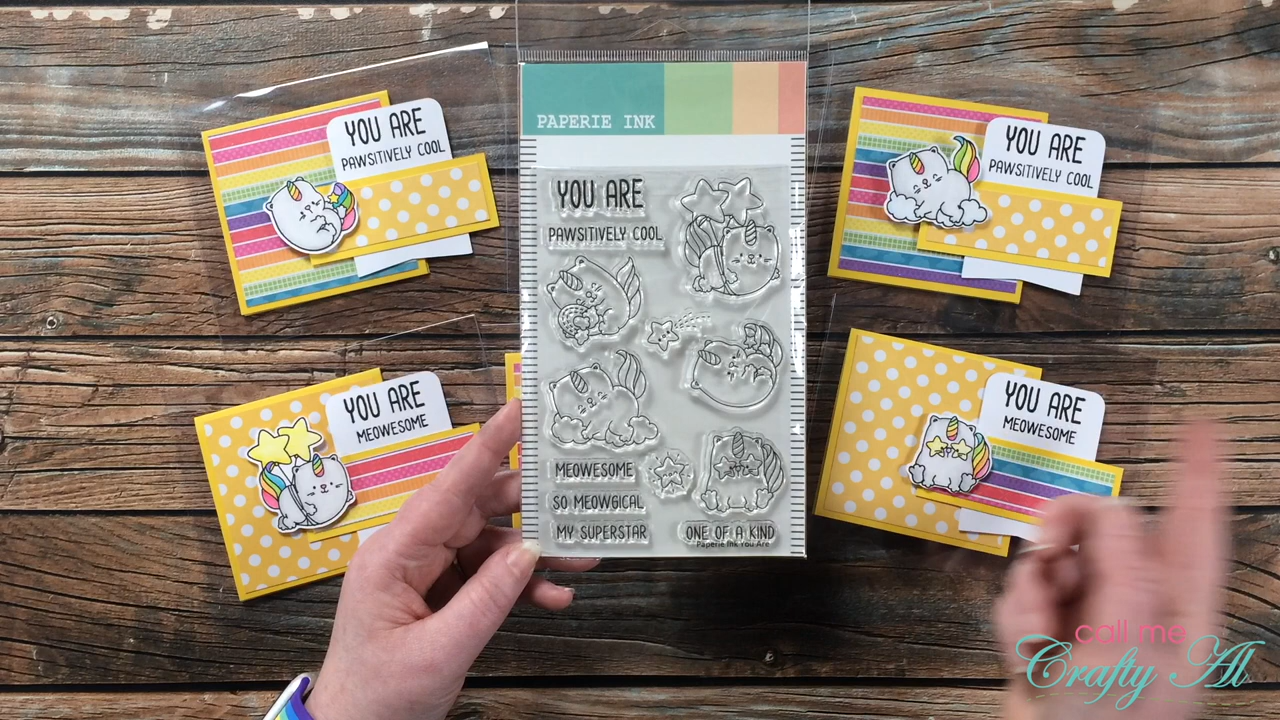 PAPERIE INK
YOU ARE
PAWSITIVELY COOL
MEOWESOME
SO MEOWGICAL
MY SUPERSTAR
ONE OF A KIND
Paperie Ink You Are
YOU ARE
PAWSITIVELY COOL
YOU ARE
PAWSITIVELY COOL
YOU ARE
MEOWESOME
YOU ARE
MEOWESOME
call me
Crafty Al